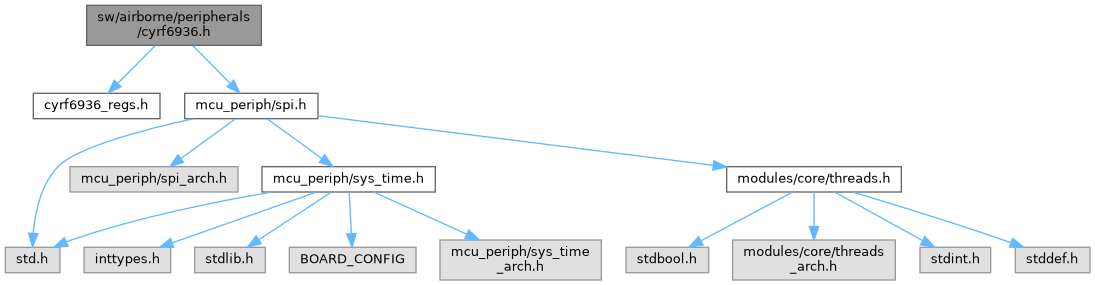 sw/airborne/peripherals
/cyrf6936.h
cyrf6936_regs.h
mcu_periph/spi.h
mcu_periph/spi_arch.h
mcu_periph/sys_time.h
modules/core/threads.h
std.h
inttypes.h
stdlib.h
BOARD_CONFIG
mcu_periph/sys_time
_arch.h
stdbool.h
modules/core/threads
_arch.h
stdint.h
stddef.h